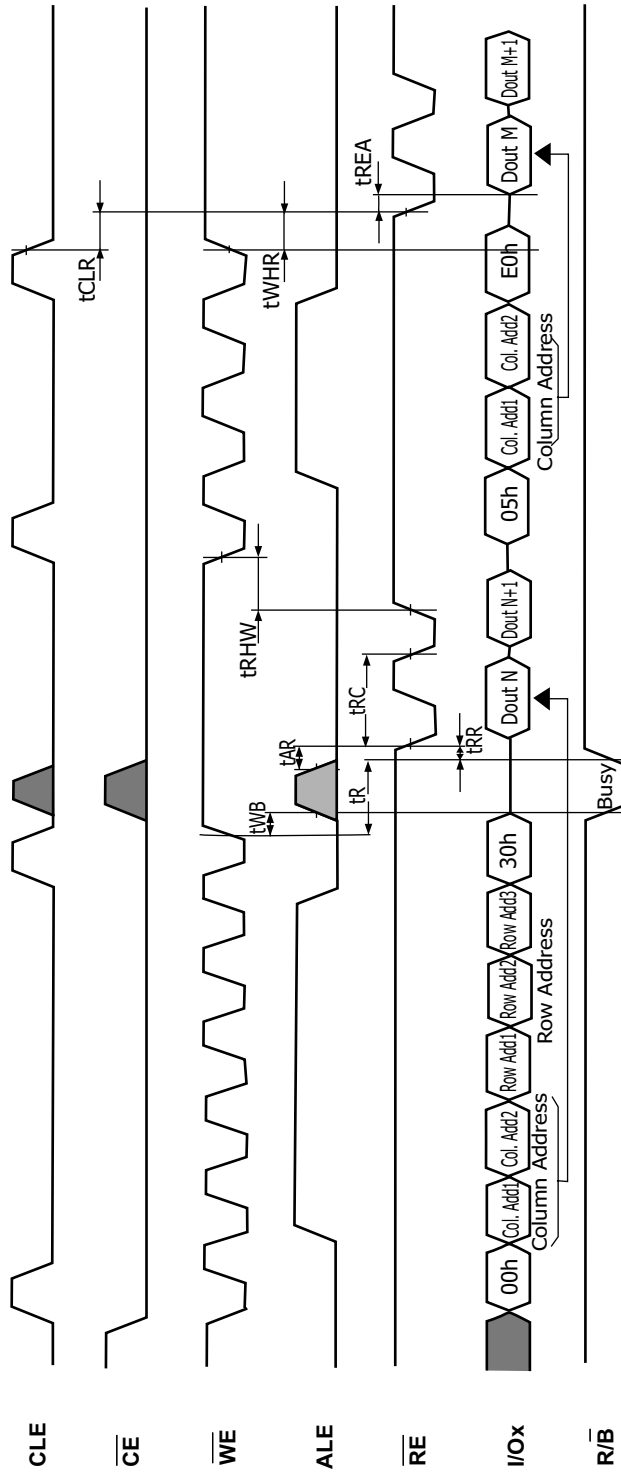 CLE
CE
WE
ALE
RE
I/Ox
R/B
tCLR
tWHR
tREA
tRHW
tAR
tWB
tRC
tR
tRR
00h
Col. Add1
Col. Add2
Row Add1
Row Add2
Row Add3
30h
Dout N
Dout N+1
05h
Col. Add1
Col. Add2
E0h
Dout M
Dout M+1
Column Address
Row Address
Column Address
Busy